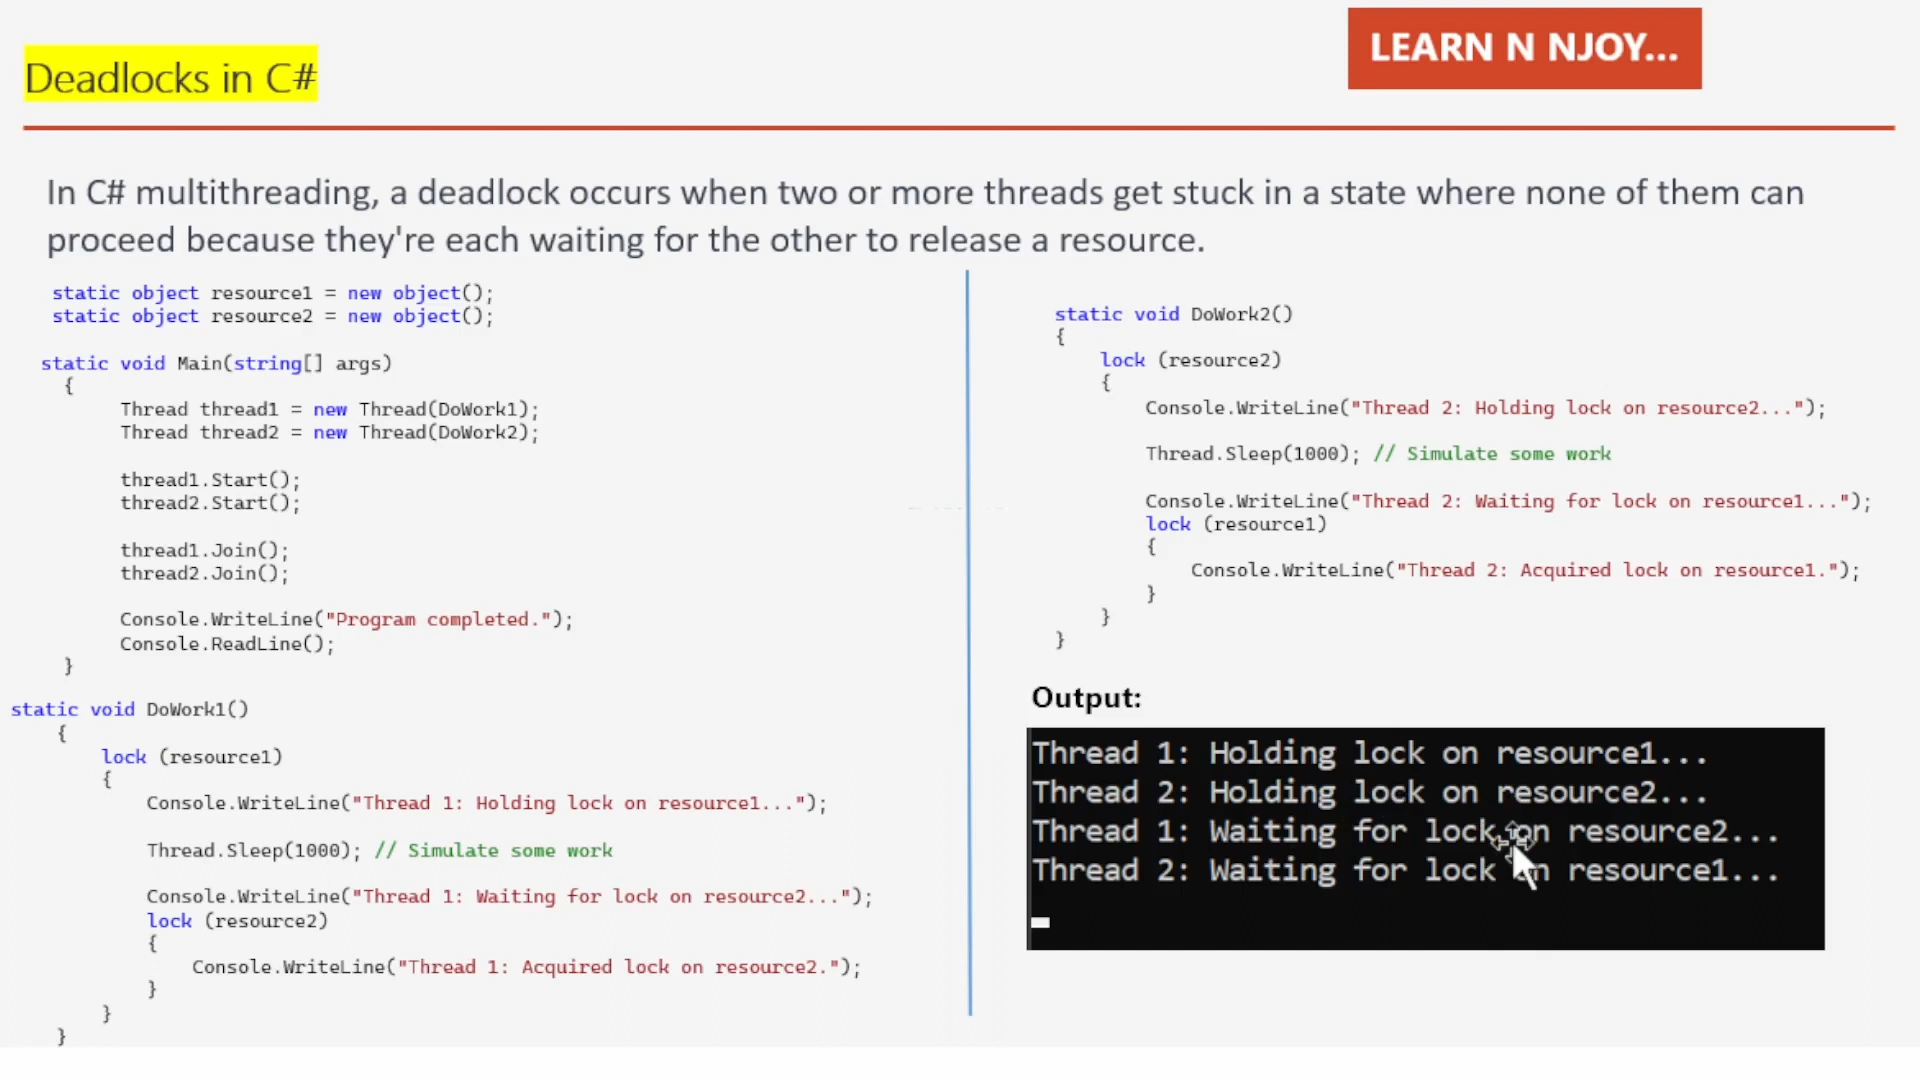 LEARN N NJOY...
Deadlocks in C#
In C# multithreading, a deadlock occurs when two or more threads get stuck in a state where none of them can
proceed because they're each waiting for the other to release a resource.
static object resource1 = new object();
static object resource2 = new object();
static void Main(string[] args)
{
Thread thread1 = new Thread(DoWork1);
Thread thread2 = new Thread(DoWork2);
thread1.Start();
thread2.Start();
thread1.Join();
thread2.Join();
Console.WriteLine("Program completed.");
Console.ReadLine();
}
static void DoWork1()
{
lock (resource1)
{
Console.WriteLine("Thread 1: Holding lock on resource1...");
Thread.Sleep(1000); // Simulate some work
Console.WriteLine("Thread 1: Waiting for lock on resource2...");
lock (resource2)
{
Console.WriteLine("Thread 1: Acquired lock on resource2.");
}
}
}
static void DoWork2()
{
lock (resource2)
{
Console.WriteLine("Thread 2: Holding lock on resource2...");
Thread.Sleep(1000); // Simulate some work
Console.WriteLine("Thread 2: Waiting for lock on resource1...");
lock (resource1)
{
Console.WriteLine("Thread 2: Acquired lock on resource1.");
}
}
}
Output:
Thread 1: Holding lock on resource1...
Thread 2: Holding lock on resource2...
Thread 1: Waiting for lock on resource2...
Thread 2: Waiting for lock on resource1...